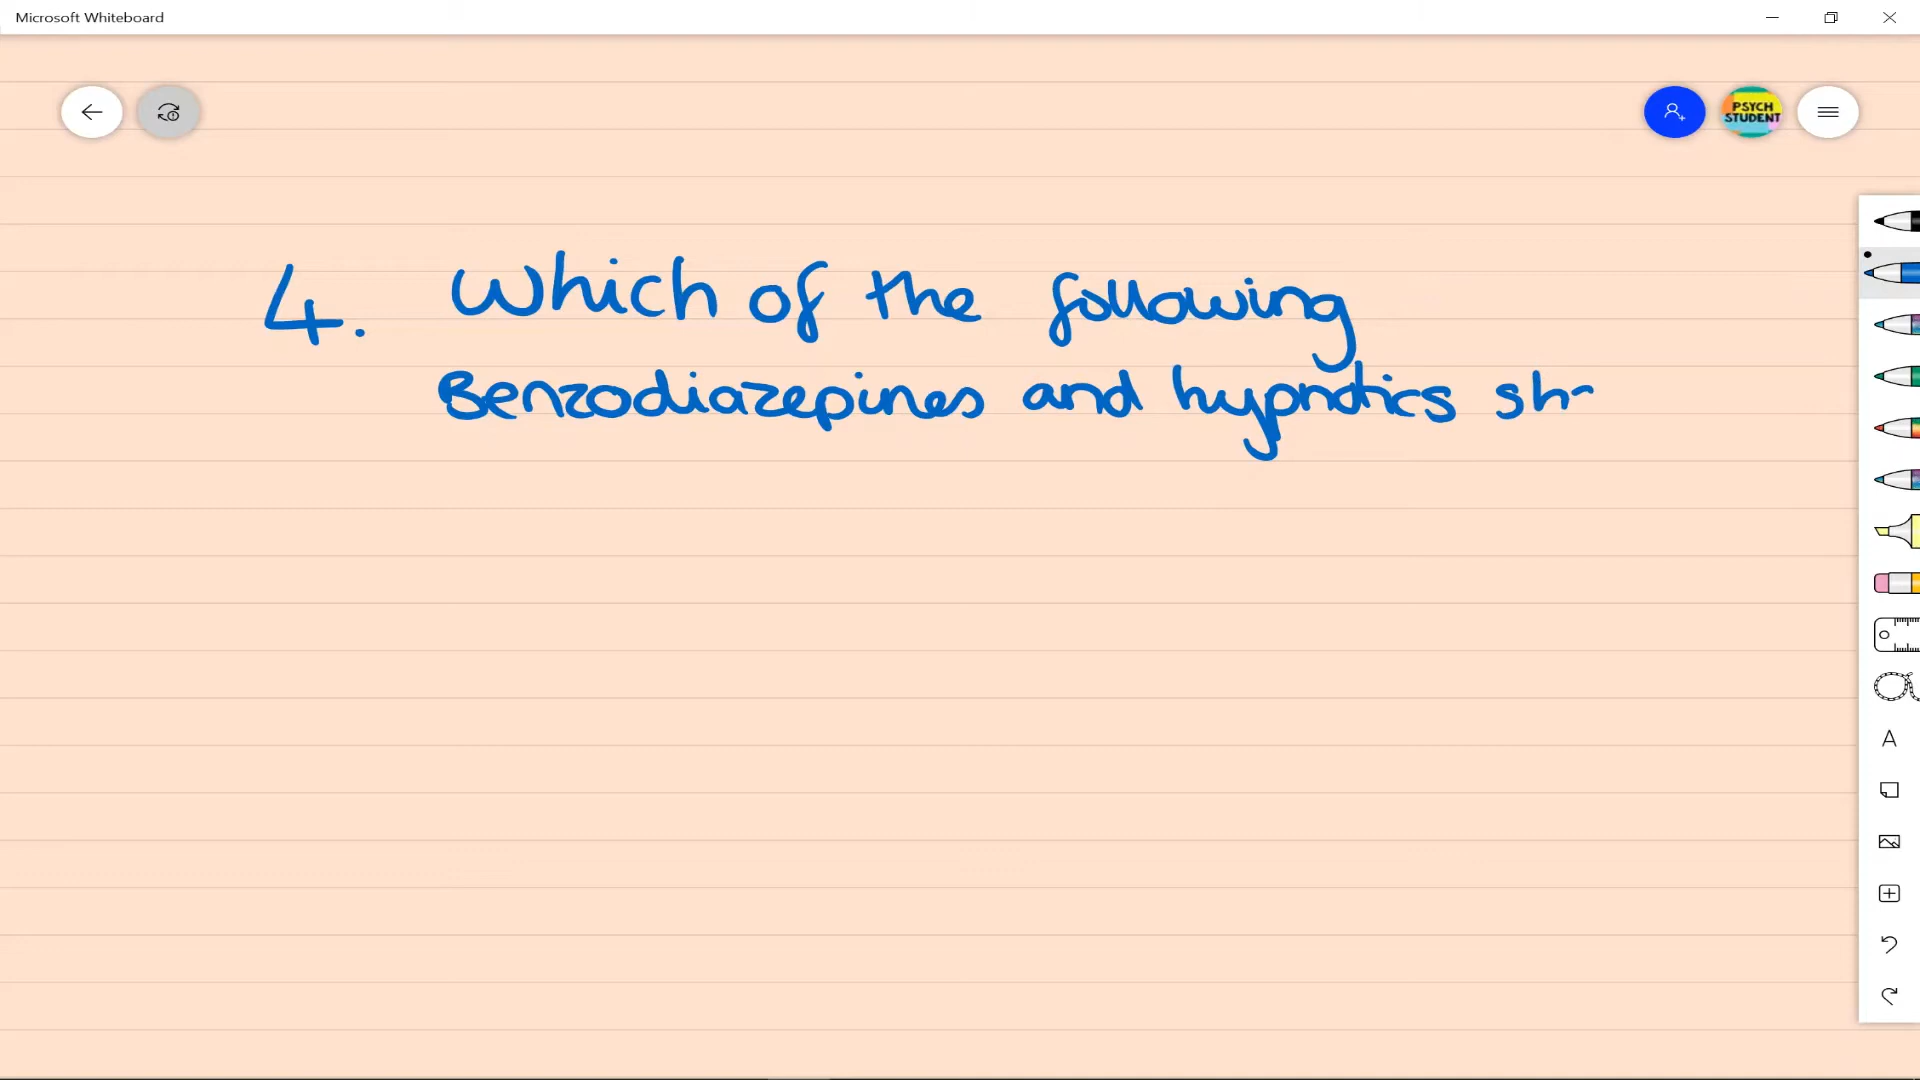 Microsoft Whiteboard
PSYCH
STUDENT
4. Which of the following
Benzodiazepines and hypnotics sh
A